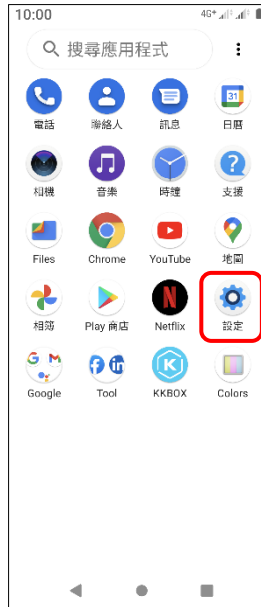 10:00 4G+
搜尋應用程式
31
電話 聯絡人 訊息 日曆
相機 音樂 時鐘 支援
Files Chrome YouTube 地圖
N
相簿 Play 商店 Netflix 設定
G M f in K
Google Tool KKBOX Colors